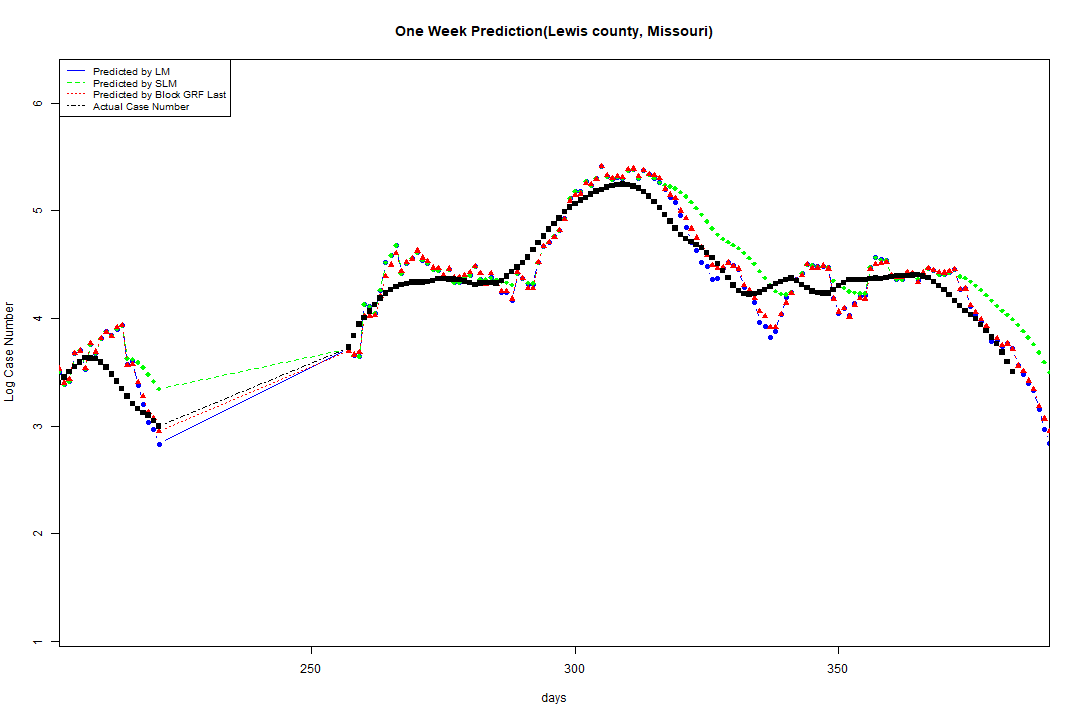 One Week Prediction(Lewis county, Missouri)
Predicted by LM
Predicted by SLM
Predicted by Block GRF Last
Actual Case Number
6
5
4
3
2
1
Log Case Number
250 300 350
days